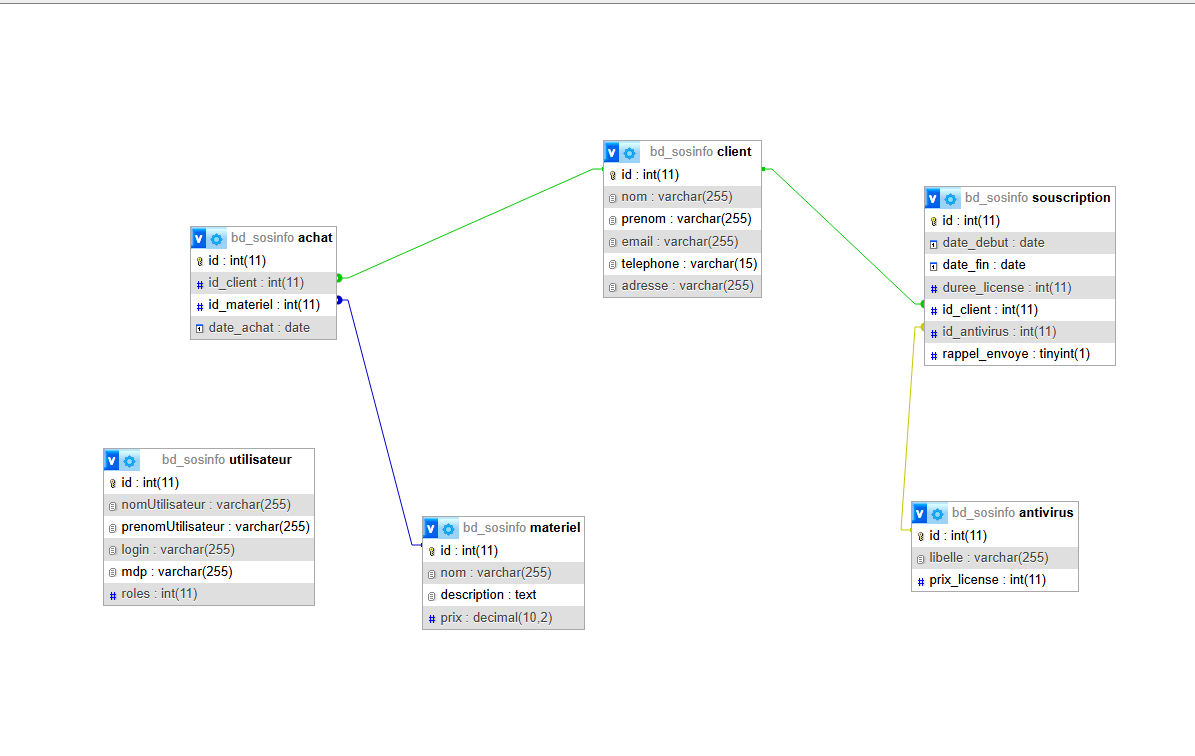 bd_sosinfo client
id : int(11)
nom : varchar(255)
prenom : varchar(255)
email : varchar(255)
telephone : varchar(15)
adresse : varchar(255)
bd_sosinfo souscription
id : int(11)
date_debut : date
date_fin : date
duree_license : int(11)
id_client : int(11)
id_antivirus : int(11)
rappel_envoye : tinyint(1)
bd_sosinfo achat
id : int(11)
id_client : int(11)
id_materiel : int(11)
date_achat : date
bd_sosinfo utilisateur
id : int(11)
nomUtilisateur : varchar(255)
prenomUtilisateur : varchar(255)
login : varchar(255)
mdp : varchar(255)
roles : int(11)
bd_sosinfo materiel
id : int(11)
nom : varchar(255)
description : text
prix : decimal(10,2)
bd_sosinfo antivirus
id : int(11)
libelle : varchar(255)
prix_license : int(11)